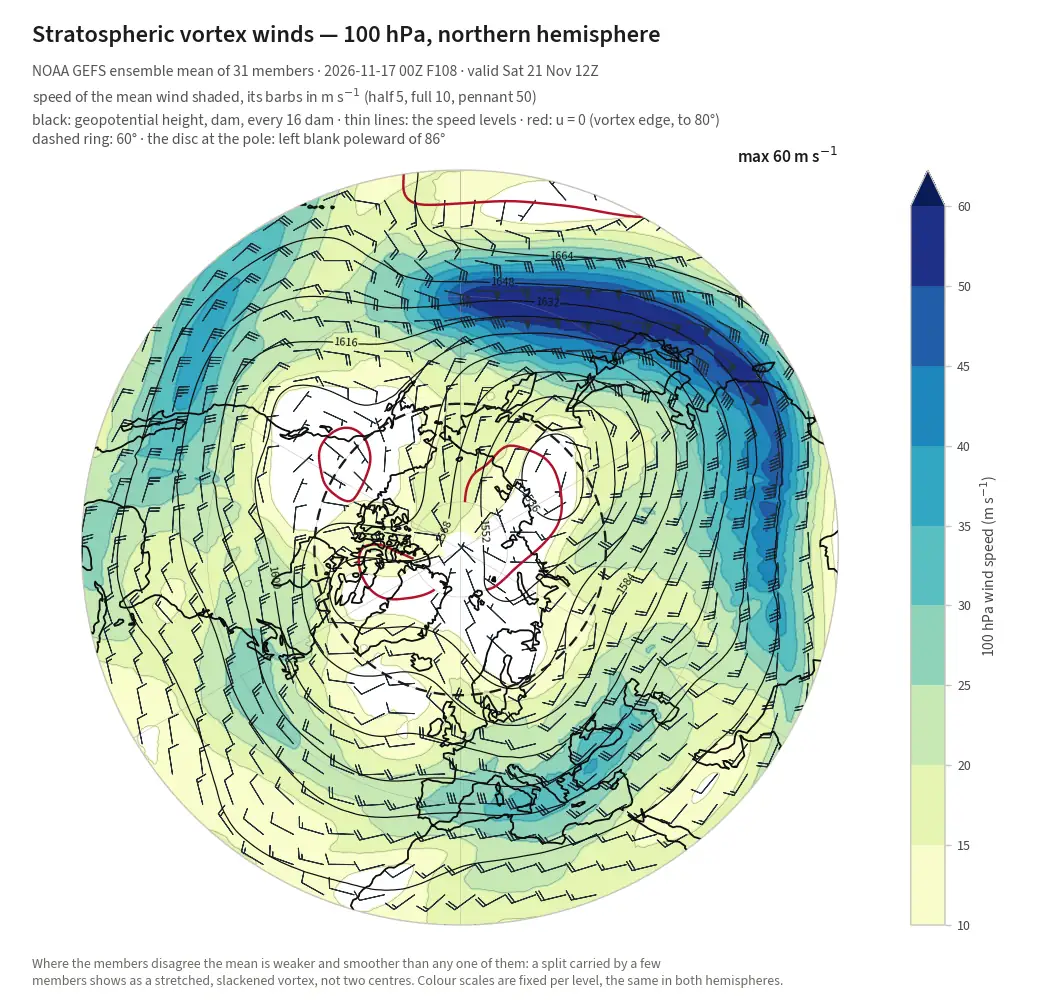 Stratospheric vortex winds — 100 hPa, northern hemisphere
NOAA GEFS ensemble mean of 31 members · 2026-11-17 00Z F108 · valid Sat 21 Nov 12Z
speed of the mean wind shaded, its barbs in m s⁻¹ (half 5, full 10, pennant 50)
black: geopotential height, dam, every 16 dam · thin lines: the speed levels · red: u = 0 (vortex edge, to 80°)
dashed ring: 60° · the disc at the pole: left blank poleward of 86°
max 60 m s⁻¹
1664
1648
1632
1616
1552
1584
60
50
45
40
35
30
25
20
15
10
100 hPa wind speed (m s⁻¹)
Where the members disagree the mean is weaker and smoother than any one of them: a split carried by a few
members shows as a stretched, slackened vortex, not two centres. Colour scales are fixed per level, the same in both hemispheres.